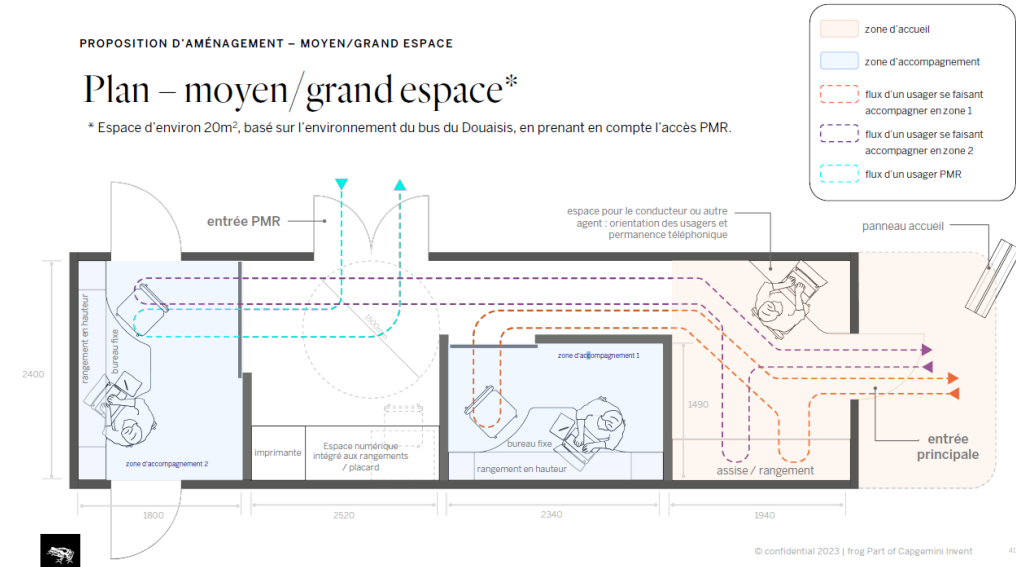 PROPOSITION D'AMÉNAGEMENT – MOYEN/GRAND ESPACE
Plan – moyen/grand espace*
* Espace d'environ 20m², basé sur l'environnement du bus du Douaisis, en prenant en compte l'accès PMR.
zone d'accueil
zone d'accompagnement
flux d'un usager se faisant
accompagner en zone 1
flux d'un usager se faisant
accompagner en zone 2
flux d'un usager PMR
entrée PMR
espace pour le conducteur ou autre
agent : orientation des usagers et
permanence téléphonique
panneau accueil
rangement en hauteur
bureau fixe
1500mm
2400
zone d'accompagnement 1
1490
bureau fixe
rangement en hauteur
imprimante
Espace numérique
intégré aux rangements
/ placard
zone d'accompagnement 2
assise / rangement
entrée
principale
1800
2520
2340
1940
© confidential 2023 | frog Part of Capgemini Invent
41